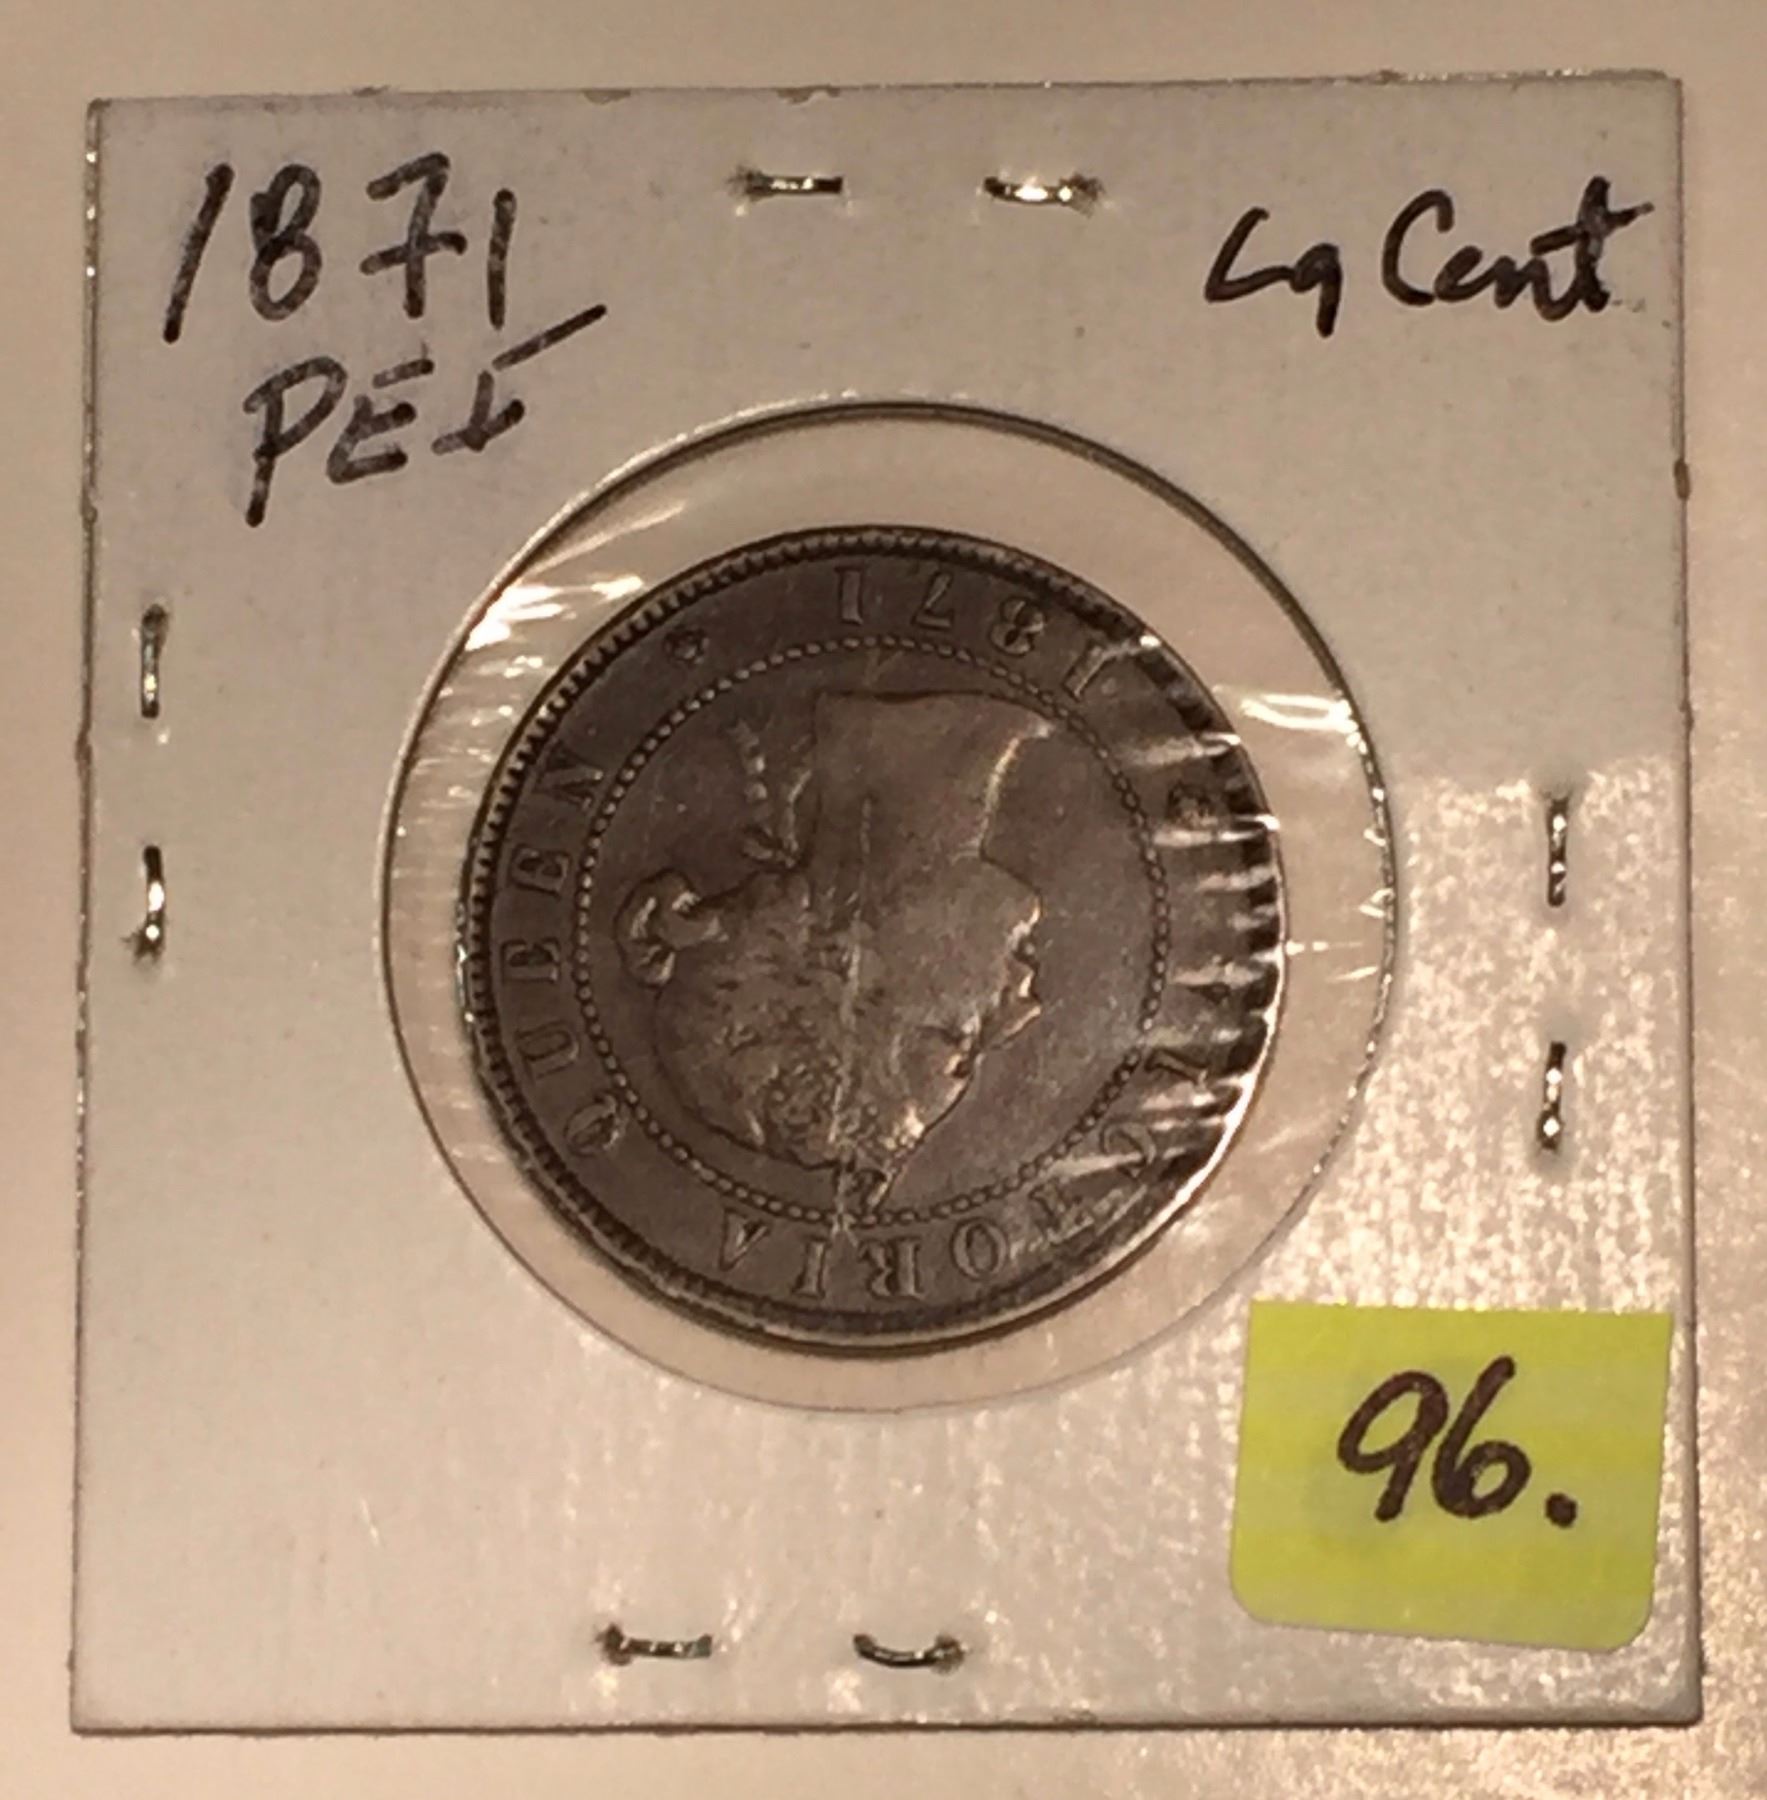 1871
PEI
Lg Cent
VICTORIA QUEEN
1871
96.